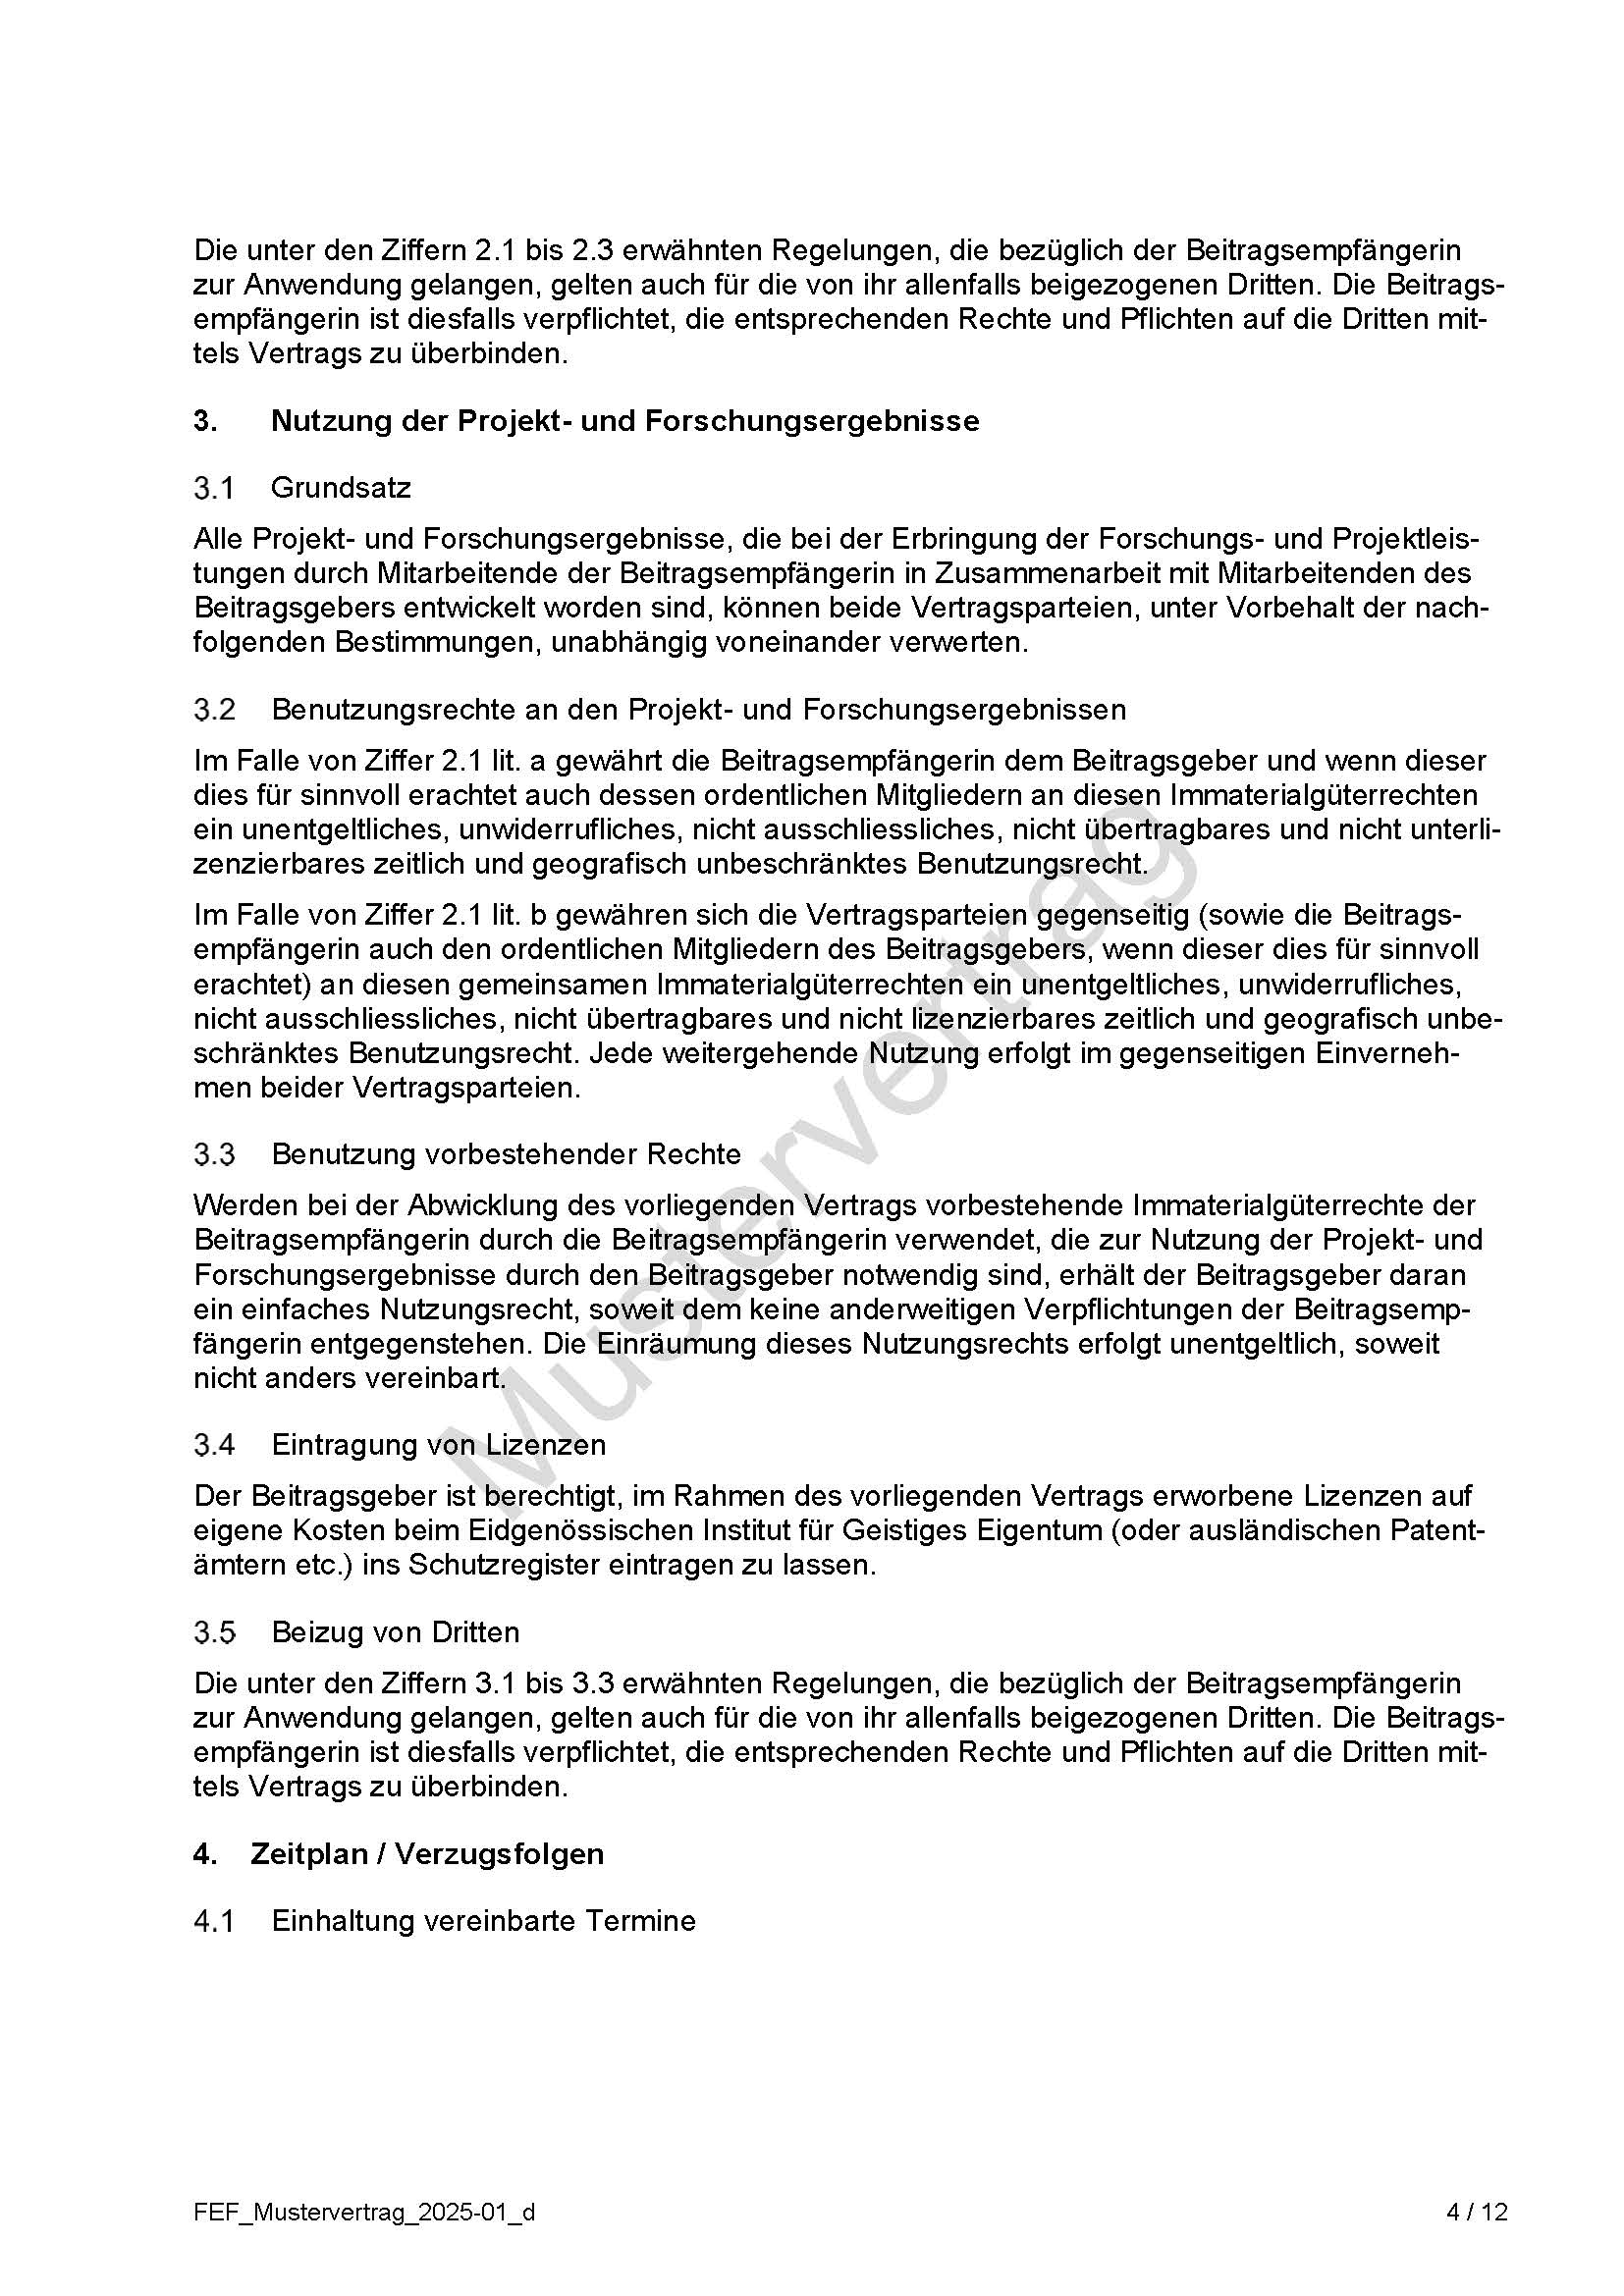 Die unter den Ziffern 2.1 bis 2.3 erwähnten Regelungen, die bezüglich der Beitragsempfängerin
zur Anwendung gelangen, gelten auch für die von ihr allenfalls beigezogenen Dritten. Die Beitrags-
empfängerin ist diesfalls verpflichtet, die entsprechenden Rechte und Pflichten auf die Dritten mit-
tels Vertrags zu überbinden.
3. Nutzung der Projekt- und Forschungsergebnisse
3.1 Grundsatz
Alle Projekt- und Forschungsergebnisse, die bei der Erbringung der Forschungs- und Projektleis-
tungen durch Mitarbeitende der Beitragsempfängerin in Zusammenarbeit mit Mitarbeitenden des
Beitragsgebers entwickelt worden sind, können beide Vertragsparteien, unter Vorbehalt der nach-
folgenden Bestimmungen, unabhängig voneinander verwerten.
3.2 Benutzungsrechte an den Projekt- und Forschungsergebnissen
Im Falle von Ziffer 2.1 lit. a gewährt die Beitragsempfängerin dem Beitragsgeber und wenn dieser
dies für sinnvoll erachtet auch dessen ordentlichen Mitgliedern an diesen Immaterialgüterrechten
ein unentgeltliches, unwiderrufliches, nicht ausschliessliches, nicht übertragbares und nicht unterli-
zenzierbares zeitlich und geografisch unbeschränktes Benutzungsrecht.
Im Falle von Ziffer 2.1 lit. b gewähren sich die Vertragsparteien gegenseitig (sowie die Beitrags-
empfängerin auch den ordentlichen Mitgliedern des Beitragsgebers, wenn dieser dies für sinnvoll
erachtet) an diesen gemeinsamen Immaterialgüterrechten ein unentgeltliches, unwiderrufliches,
nicht ausschliessliches, nicht übertragbares und nicht lizenzierbares zeitlich und geografisch unbe-
schränktes Benutzungsrecht. Jede weitergehende Nutzung erfolgt im gegenseitigen Einverneh-
men beider Vertragsparteien.
3.3 Benutzung vorbestehender Rechte
Werden bei der Abwicklung des vorliegenden Vertrags vorbestehende Immaterialgüterrechte der
Beitragsempfängerin durch die Beitragsempfängerin verwendet, die zur Nutzung der Projekt- und
Forschungsergebnisse durch den Beitragsgeber notwendig sind, erhält der Beitragsgeber daran
ein einfaches Nutzungsrecht, soweit dem keine anderweitigen Verpflichtungen der Beitragsemp-
fängerin entgegenstehen. Die Einräumung dieses Nutzungsrechts erfolgt unentgeltlich, soweit
nicht anders vereinbart.
3.4 Eintragung von Lizenzen
Der Beitragsgeber ist berechtigt, im Rahmen des vorliegenden Vertrags erworbene Lizenzen auf
eigene Kosten beim Eidgenössischen Institut für Geistiges Eigentum (oder ausländischen Patent-
ämtern etc.) ins Schutzregister eintragen zu lassen.
3.5 Beizug von Dritten
Die unter den Ziffern 3.1 bis 3.3 erwähnten Regelungen, die bezüglich der Beitragsempfängerin
zur Anwendung gelangen, gelten auch für die von ihr allenfalls beigezogenen Dritten. Die Beitrags-
empfängerin ist diesfalls verpflichtet, die entsprechenden Rechte und Pflichten auf die Dritten mit-
tels Vertrags zu überbinden.
4. Zeitplan / Verzugsfolgen
4.1 Einhaltung vereinbarte Termine
Mustervertrag
FEF_Mustervertrag_2025-01_d 4 / 12